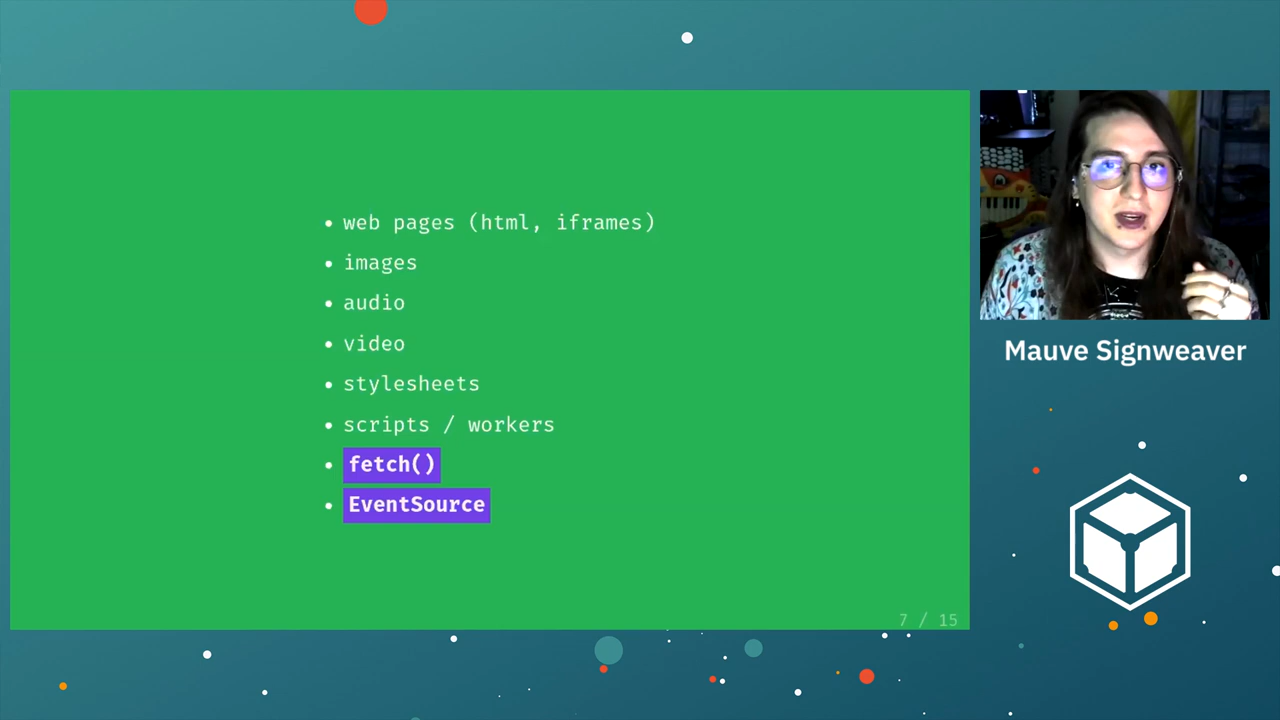 • web pages (html, iframes)
• images
• audio
• video
• stylesheets
• scripts / workers
• fetch()
• EventSource
7 / 15
Mauve Signweaver